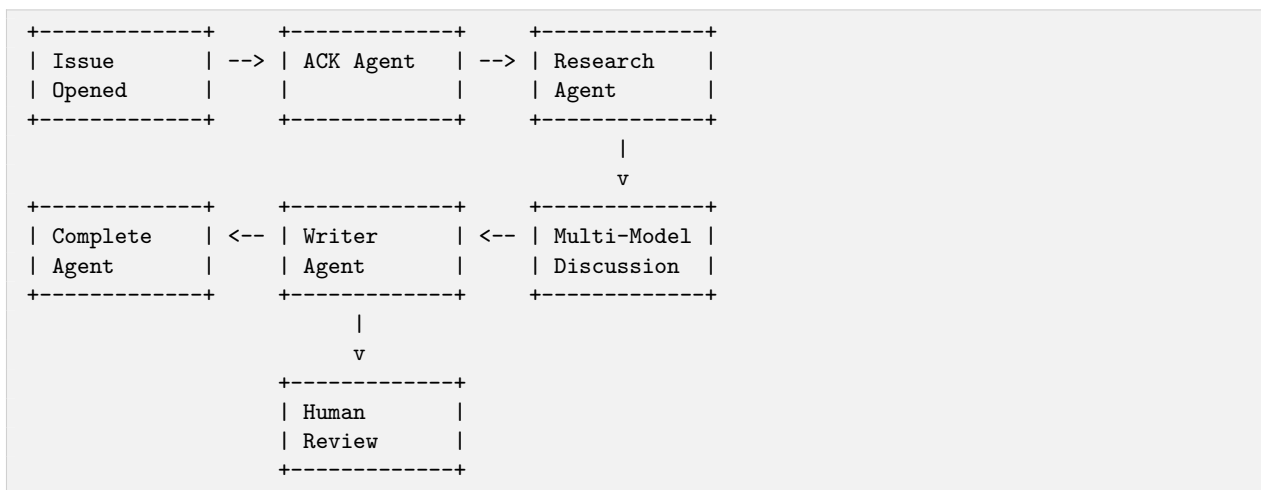 +-------------+     +-------------+     +-------------+
| Issue       | --> | ACK Agent   | --> | Research    |
| Opened      |     |             |     | Agent       |
+-------------+     +-------------+     +-------------+
                                               |
                                               v
+-------------+     +-------------+     +-------------+
| Complete    | <-- | Writer      | <-- | Multi-Model |
| Agent       |     | Agent       |     | Discussion  |
+-------------+     +-------------+     +-------------+
                          |
                          v
                    +-------------+
                    | Human       |
                    | Review      |
                    +-------------+